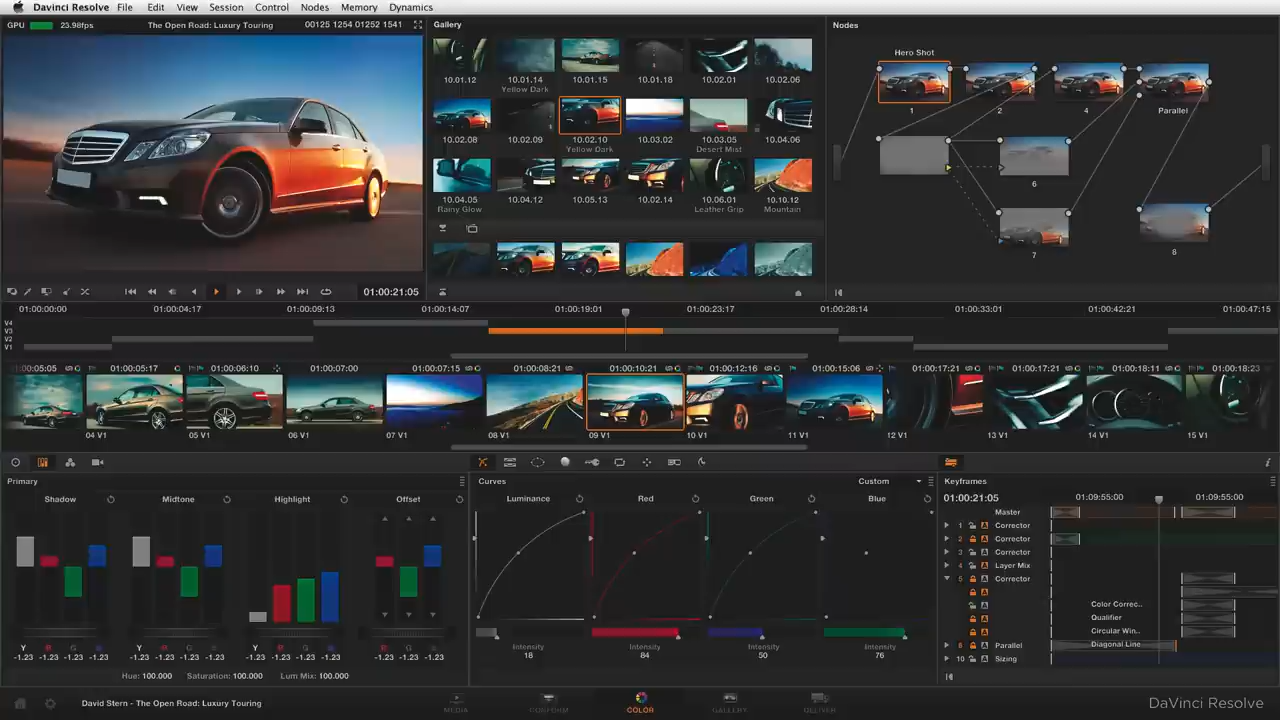 Davinci Resolve File Edit View Session Control Nodes Memory Dynamics
GPU 23.98fps The Open Road: Luxury Touring 00125 1254 01252 1541
Gallery
Nodes
10.01.12 10.01.14 10.01.15 10.01.18 10.02.01 10.02.06
Yellow Dark
10.02.08 10.02.09 10.02.10 10.03.02 10.03.05 10.04.06
Yellow Dark Desert Mist
10.04.05 10.04.12 10.05.13 10.02.14 10.06.01 10.10.12
Rainy Glow Leather Grip Mountain
Hero Shot
1 2 4 Parallel
6
7 8
01:00:21:05
01:00:00:00 01:00:04:17 01:00:09:13 01:00:14:07 01:00:19:01 01:00:23:17 01:00:28:14 01:00:33:01 01:00:42:21 01:00:47:15
V4
V3
V2
V1
:00:05:05 01:00:05:17 01:00:06:10 01:00:07:00 01:00:07:15 01:00:08:21 01:00:10:21 01:00:12:16 01:00:15:06 01:00:17:21 01:00:17:21 01:00:18:11 01:00:18:23
04 V1 05 V1 06 V1 07 V1 08 V1 09 V1 10 V1 11 V1 12 V1 13 V1 14 V1 15 V1
Primary
Shadow Midtone Highlight Offset
Y R G B Y R G B Y R G B R G B
-1.23 -1.23 -1.23 -1.23 -1.23 -1.23 -1.23 -1.23 -1.23 -1.23 -1.23 -1.23 -1.23 -1.23 -1.23
Hue: 100.000 Saturation: 100.000 Lum Mix: 100.000
Curves Custom
Luminance Red Green Blue
Intensity Intensity Intensity Intensity
18 84 50 76
Keyframes
01:00:21:05 01:09:55:00 01:09:55:00
Master
1 Corrector
2 Corrector
3 Corrector
4 Layer Mix
5 Corrector
Color Correc..
Qualifier
Circular Win..
Diagonal Line
8 Parallel
10 Sizing
David Stern - The Open Road: Luxury Touring
MEDIA CONFORM COLOR GALLERY DELIVER
DaVinci Resolve